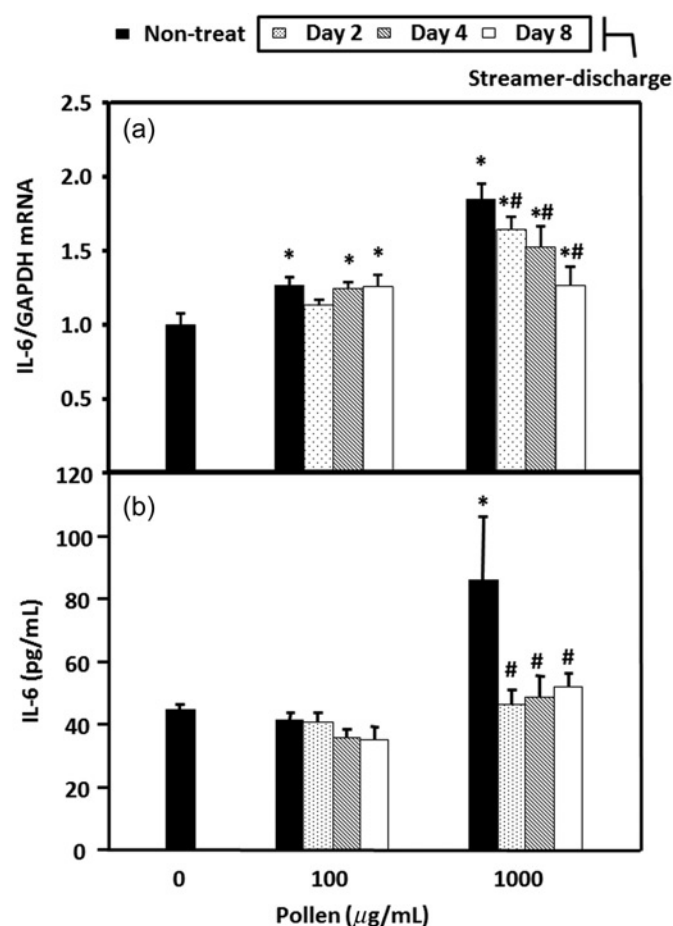 Non-treat Day 2 Day 4 Day 8
Streamer-discharge
(a)
IL-6/GAPDH mRNA
2.5
2.0
1.5
1.0
0.5
* * * * *# *# *#
(b)
IL-6 (pg/mL)
120
100
80
60
40
20
0
* # # #
0 100 1000
Pollen (μg/mL)